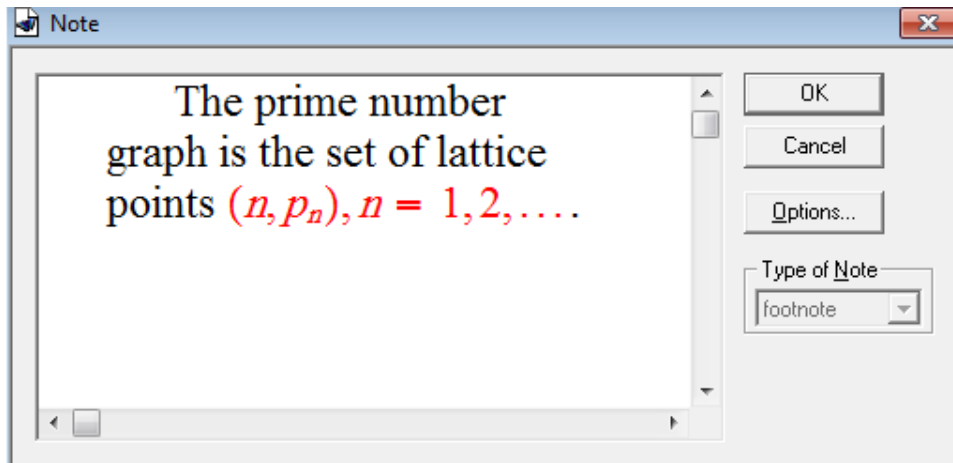 Note
The prime number
graph is the set of lattice
points (n, pₙ), n = 1, 2, . . . .
OK
Cancel
Options...
Type of Note
footnote